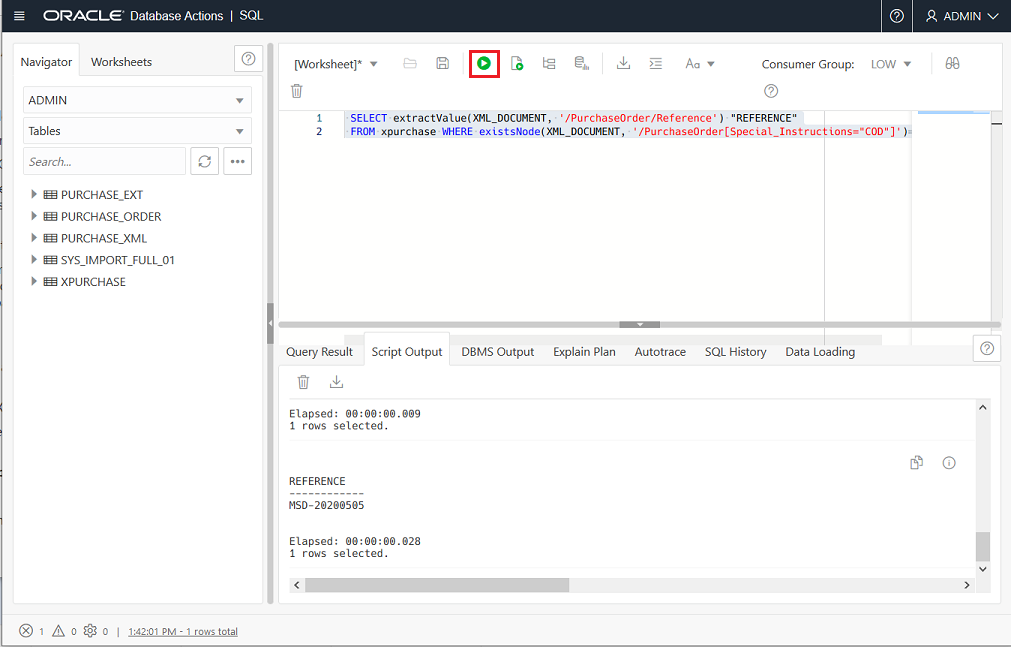 ORACLE Database Actions | SQL
ADMIN
Navigator
Worksheets
ADMIN
Tables
Search...
PURCHASE_EXT
PURCHASE_ORDER
PURCHASE_XML
SYS_IMPORT_FULL_01
XPURCHASE
[Worksheet]*
Aa
Consumer Group: LOW
1 SELECT extractValue(XML_DOCUMENT, '/PurchaseOrder/Reference') "REFERENCE"
2 FROM xpurchase WHERE existsNode(XML_DOCUMENT, '/PurchaseOrder[Special_Instructions="COD"]')=
Query Result
Script Output
DBMS Output
Explain Plan
Autotrace
SQL History
Data Loading
Elapsed: 00:00:00.009
1 rows selected.
REFERENCE
------------
MSD-20200505
Elapsed: 00:00:00.028
1 rows selected.
1 0 0 | 1:42:01 PM - 1 rows total